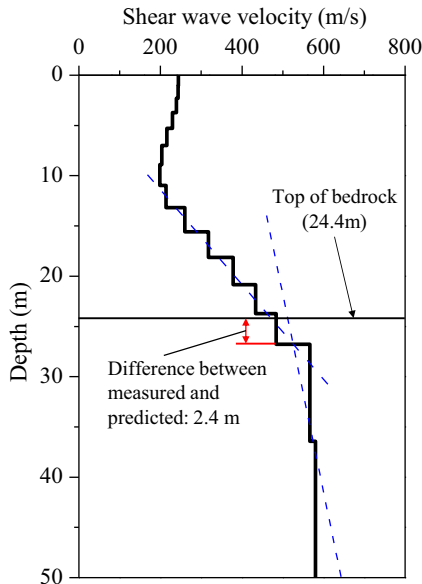 Shear wave velocity (m/s)
0 200 400 600 800
0
10
Top of bedrock
(24.4m)
20
Depth (m)
Difference between
measured and
predicted: 2.4 m
30
40
50